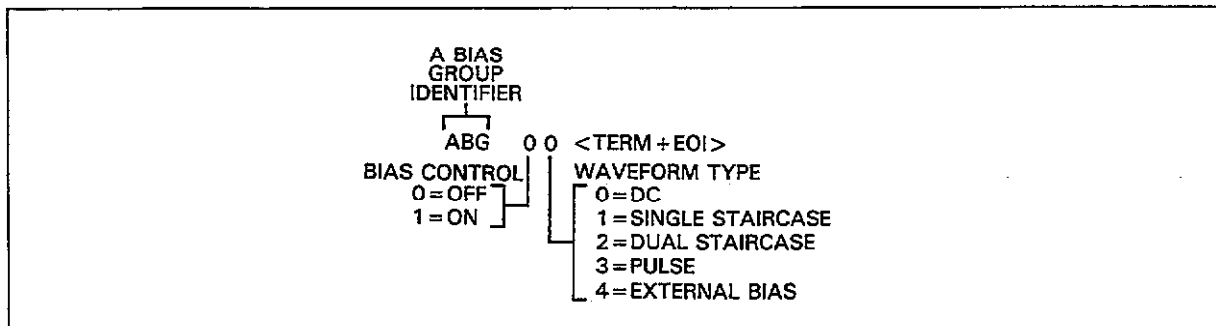 A BIAS
GROUP
IDENTIFIER
ABG 0 0 <TERM+EOI>
BIAS CONTROL
0=OFF
1=ON
WAVEFORM TYPE
0=DC
1=SINGLE STAIRCASE
2=DUAL STAIRCASE
3=PULSE
4=EXTERNAL BIAS